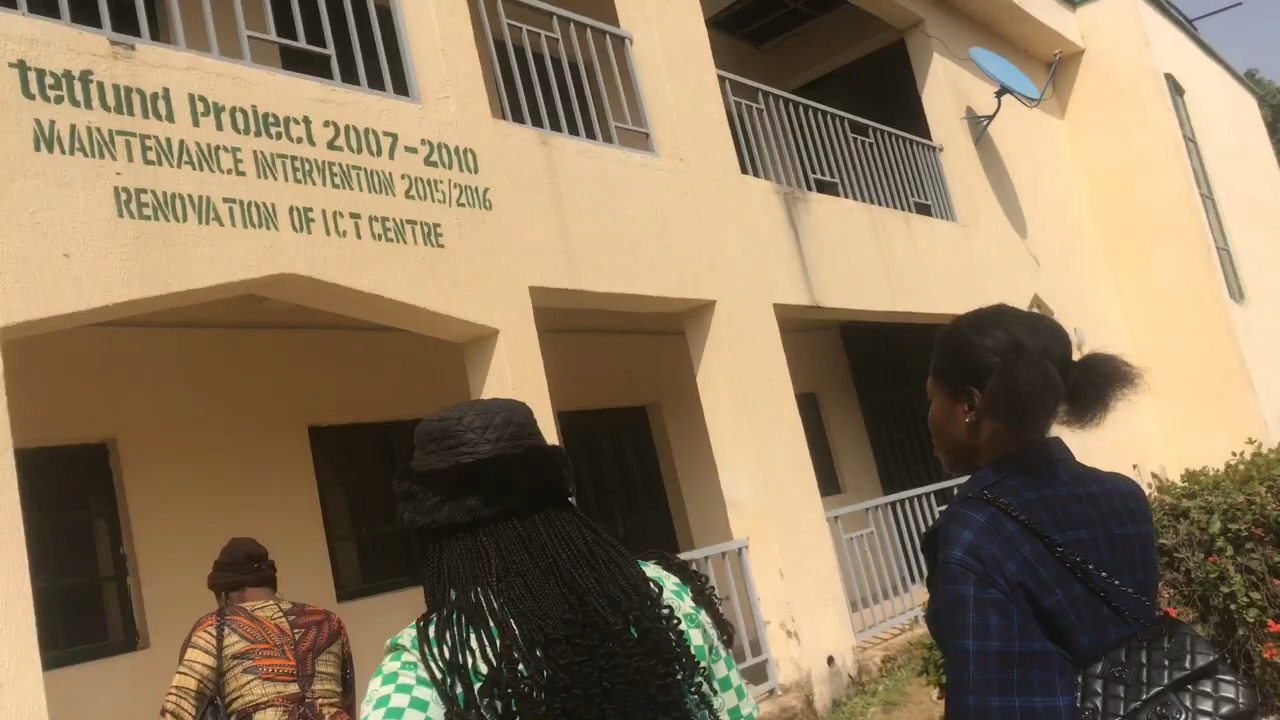 tetfund Project 2007-2010
MAINTENANCE INTERVENTION 2015/2016
RENOVATION OF ICT CENTRE